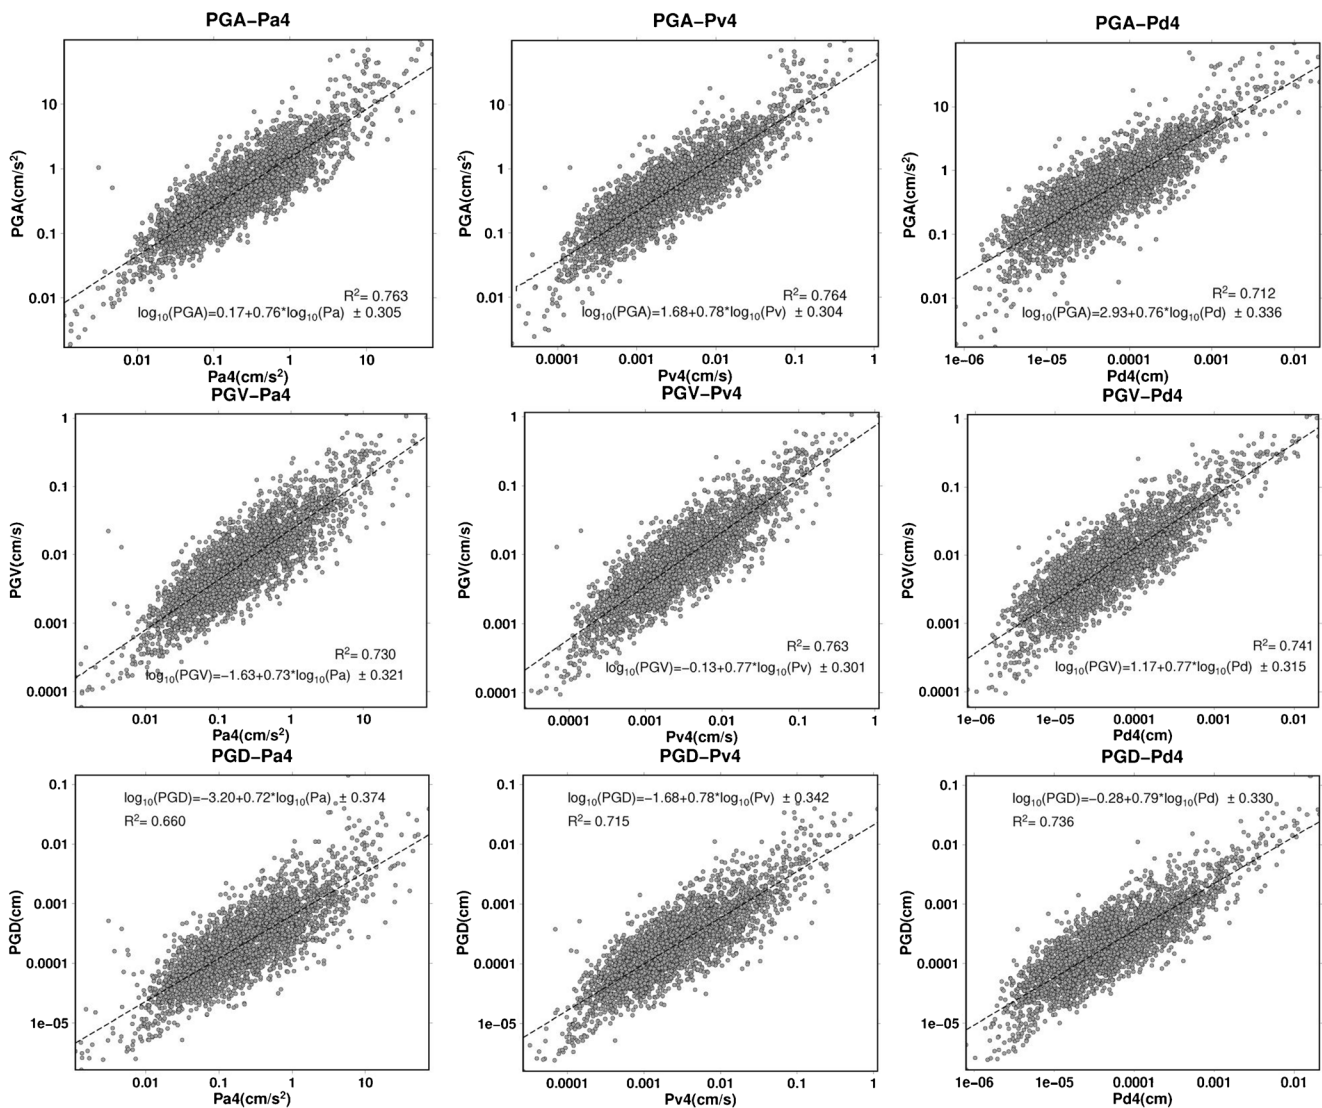 PGA−Pa4
PGA(cm/s²)
10
1
0.1
0.01
R²= 0.763
log₁₀(PGA)=0.17+0.76*log₁₀(Pa) ± 0.305
0.01 0.1 1 10
Pa4(cm/s²)
PGA−Pv4
PGA(cm/s²)
10
1
0.1
0.01
R²= 0.764
log₁₀(PGA)=1.68+0.78*log₁₀(Pv) ± 0.304
0.0001 0.001 0.01 0.1 1
Pv4(cm/s)
PGA−Pd4
PGA(cm/s²)
10
1
0.1
0.01
R²= 0.712
log₁₀(PGA)=2.93+0.76*log₁₀(Pd) ± 0.336
1e−06 1e−05 0.0001 0.001 0.01
Pd4(cm)
PGV−Pa4
PGV(cm/s)
1
0.1
0.01
0.001
0.0001
R²= 0.730
log₁₀(PGV)=−1.63+0.73*log₁₀(Pa) ± 0.321
0.01 0.1 1 10
Pa4(cm/s²)
PGV−Pv4
PGV(cm/s)
1
0.1
0.01
0.001
0.0001
R²= 0.763
log₁₀(PGV)=−0.13+0.77*log₁₀(Pv) ± 0.301
0.0001 0.001 0.01 0.1 1
Pv4(cm/s)
PGV−Pd4
PGV(cm/s)
1
0.1
0.01
0.001
0.0001
R²= 0.741
log₁₀(PGV)=1.17+0.77*log₁₀(Pd) ± 0.315
1e−06 1e−05 0.0001 0.001 0.01
Pd4(cm)
PGD−Pa4
PGD(cm)
0.1
0.01
0.001
0.0001
1e−05
log₁₀(PGD)=−3.20+0.72*log₁₀(Pa) ± 0.374
R²= 0.660
0.01 0.1 1 10
Pa4(cm/s²)
PGD−Pv4
PGD(cm)
0.1
0.01
0.001
0.0001
1e−05
log₁₀(PGD)=−1.68+0.78*log₁₀(Pv) ± 0.342
R²= 0.715
0.0001 0.001 0.01 0.1 1
Pv4(cm/s)
PGD−Pd4
PGD(cm)
0.1
0.01
0.001
0.0001
1e−05
log₁₀(PGD)=−0.28+0.79*log₁₀(Pd) ± 0.330
R²= 0.736
1e−06 1e−05 0.0001 0.001 0.01
Pd4(cm)